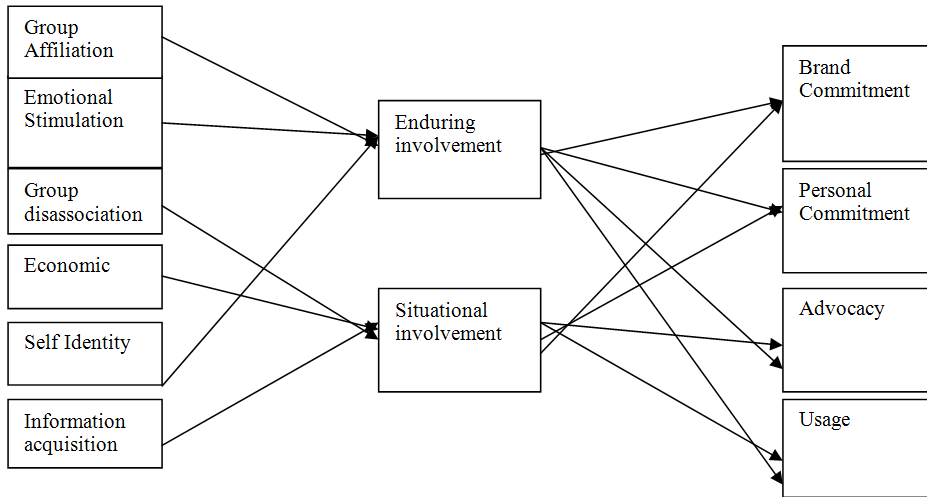 Group
Affiliation
Emotional
Stimulation
Group
disassociation
Economic
Self Identity
Information
acquisition
Enduring
involvement
Situational
involvement
Brand
Commitment
Personal
Commitment
Advocacy
Usage